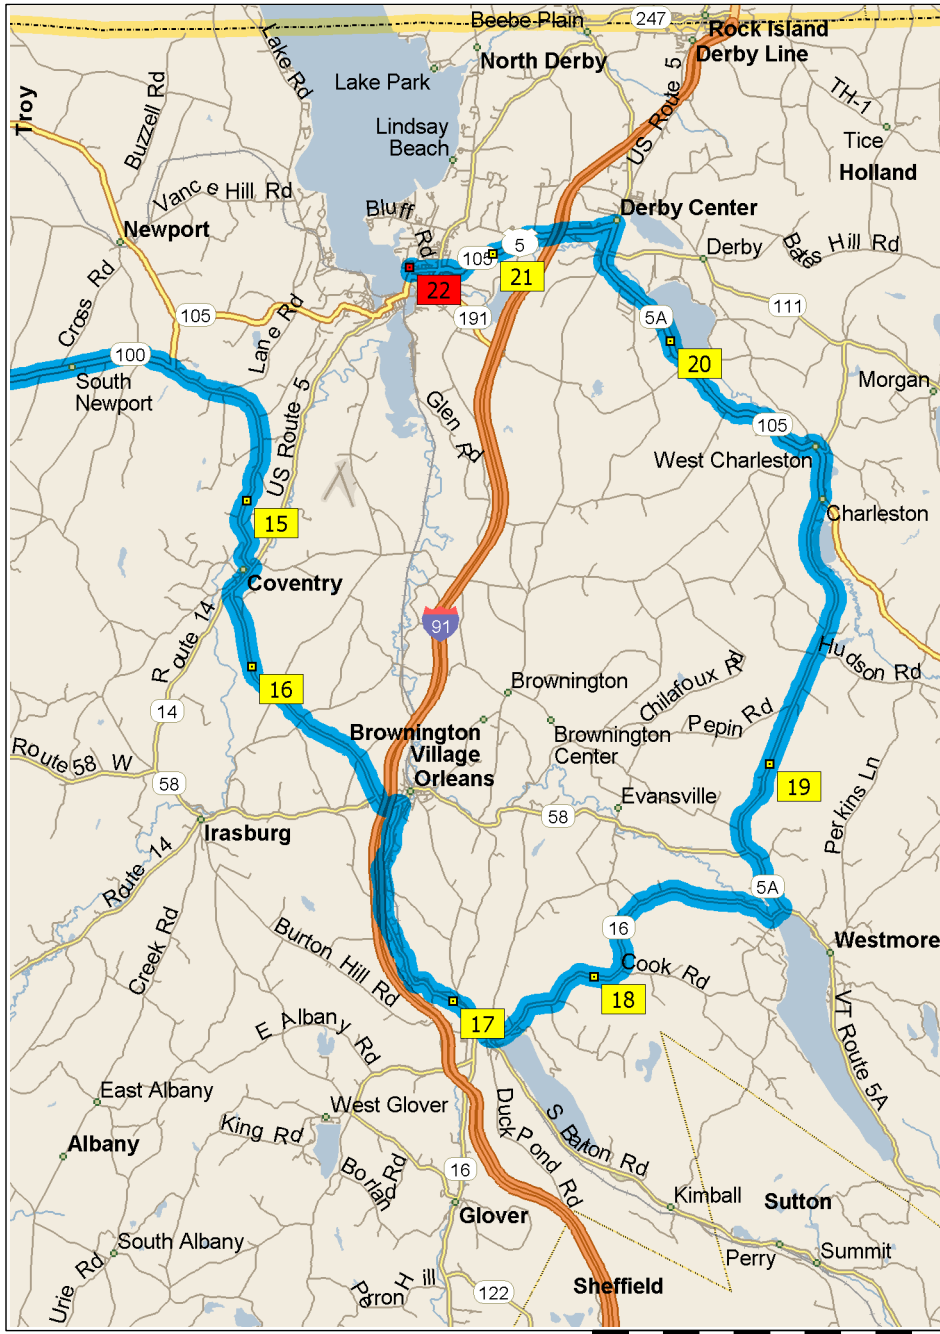 Beebe Plain
247
Rock Island
Derby Line
North Derby
Lake Rd
Lake Park
US Route 5
Troy
Buzzell Rd
TH-1
Lindsay
Beach
Tice
Holland
Vance Hill Rd
Bluff Rd
Derby Center
Newport
5
Derby
Bates Hill Rd
105
21
22
Cross Rd
105
191
5A
111
Lane Rd
100
20
South
Newport
Morgan
US Route 5
Glen Rd
105
West Charleston
15
Charleston
Coventry
Route 14
91
Hudson Rd
16
Brownington
Chilafoux Rd
14
Pepin Rd
Brownington
Village
Brownington
Center
Route 58 W
Orleans
19
Perkins Ln
58
Evansville
58
Irasburg
Route 14
5A
Creek Rd
Burton Hill Rd
16
Westmore
Cook Rd
18
17
E Albany Rd
VT Route 5A
East Albany
West Glover
Duck Pond Rd
S Barton Rd
King Rd
Albany
Borland Rd
16
Kimball
Sutton
Glover
South Albany
Perry
Summit
Urie Rd
Perron Hill
122
Sheffield